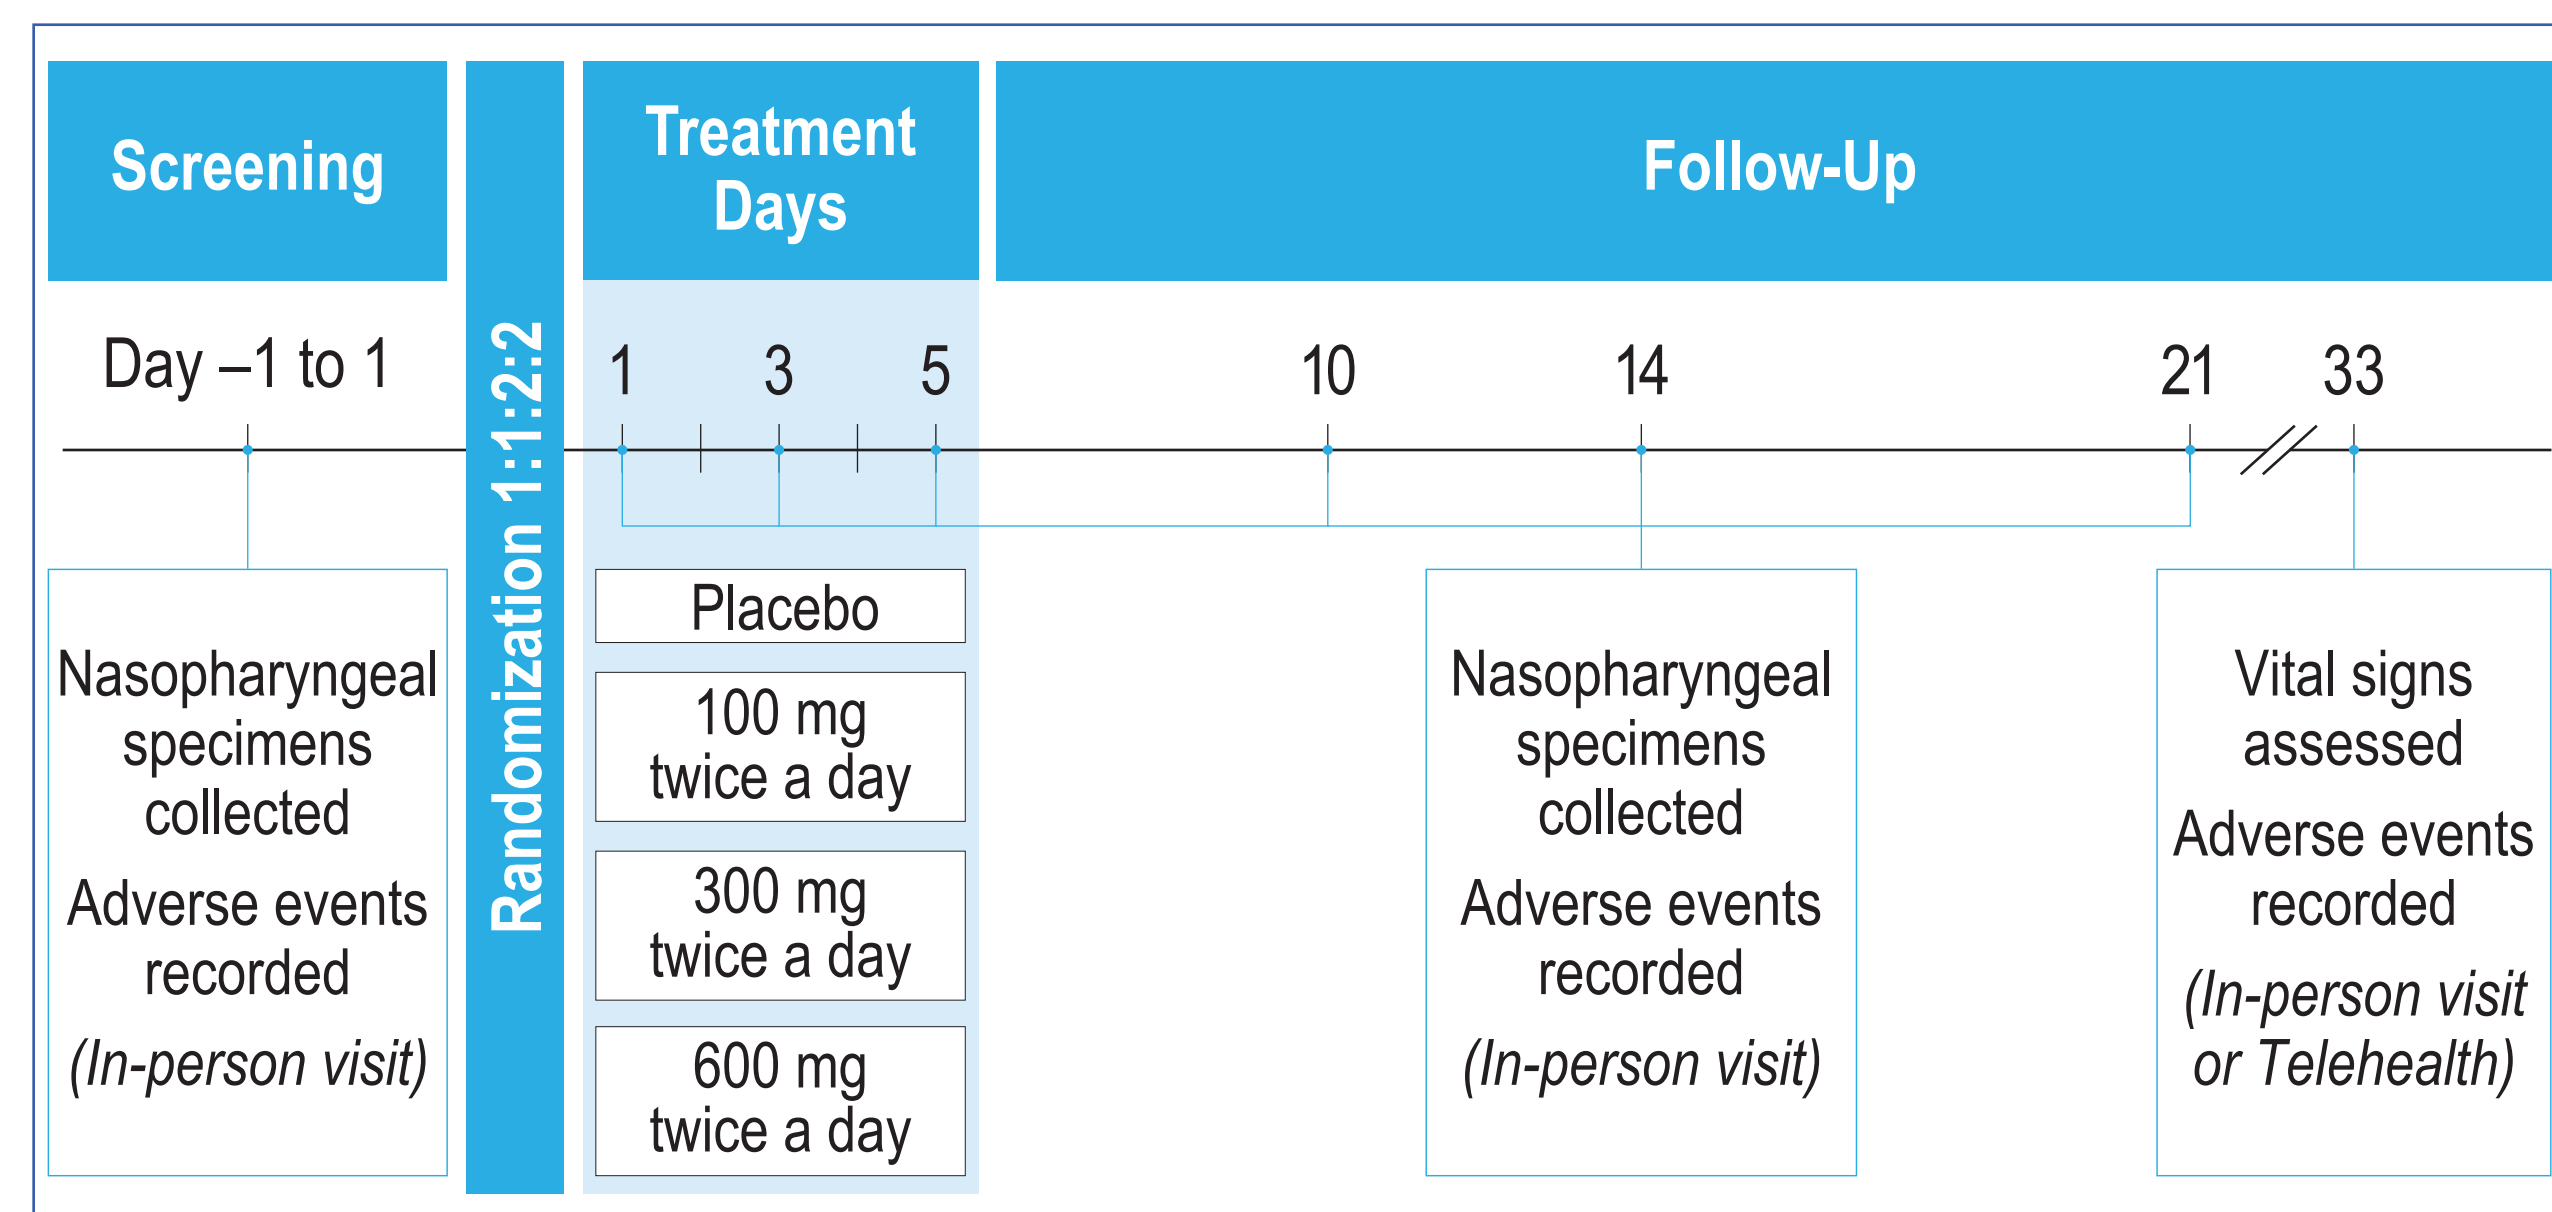 Screening
Randomization 1:1:2:2
Treatment
Days
Follow-Up
Day –1 to 1
1 3 5 10 14 21 33
Nasopharyngeal
specimens
collected
Adverse events
recorded
(In-person visit)
Placebo
100 mg
twice a day
300 mg
twice a day
600 mg
twice a day
Nasopharyngeal
specimens
collected
Adverse events
recorded
(In-person visit)
Vital signs
assessed
Adverse events
recorded
(In-person visit
or Telehealth)